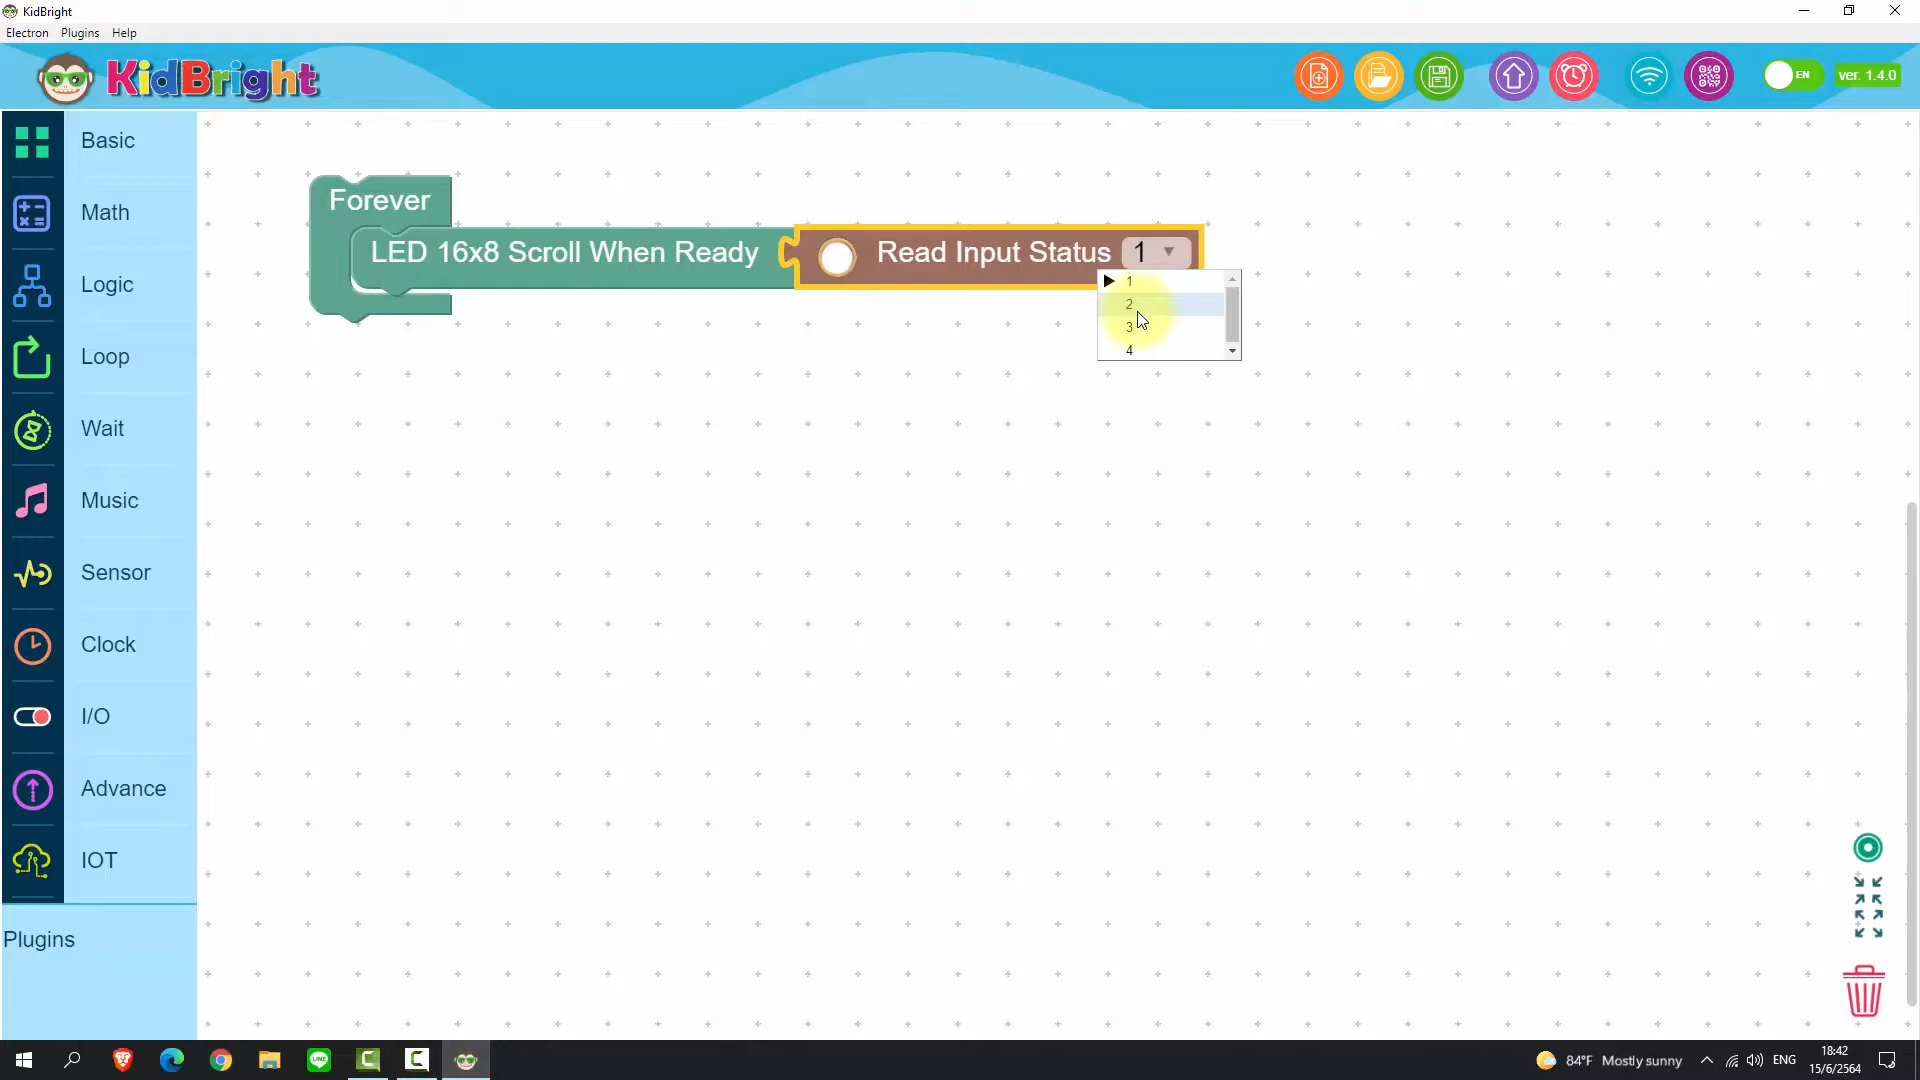 KidBright
Electron Plugins Help
KidBright
EN
ver. 1.4.0
Basic
Math
Logic
Loop
Wait
Music
Sensor
Clock
I/O
Advance
IOT
Plugins
Forever
LED 16x8 Scroll When Ready
Read Input Status 1
1
2
3
4
LINE
84°F Mostly sunny
ENG
18:42
15/6/2564